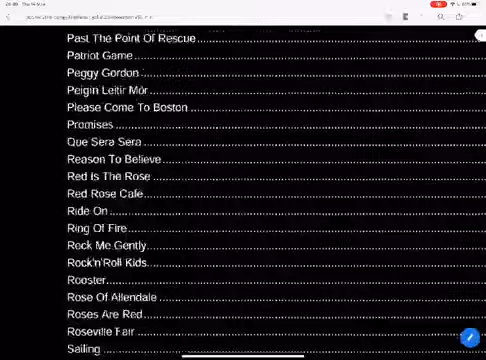 Past The Point Of Rescue
Patriot Game
Peggy Gordon
Peigin Leitir Mór
Please Come To Boston
Promises
Que Sera Sera
Reason To Believe
Red Is The Rose
Red Rose Café
Ride On
Ring Of Fire
Rock Me Gently
Rock'n'Roll Kids
Rooster
Rose Of Allendale
Roses Are Red
Roseville Fair
Sailing